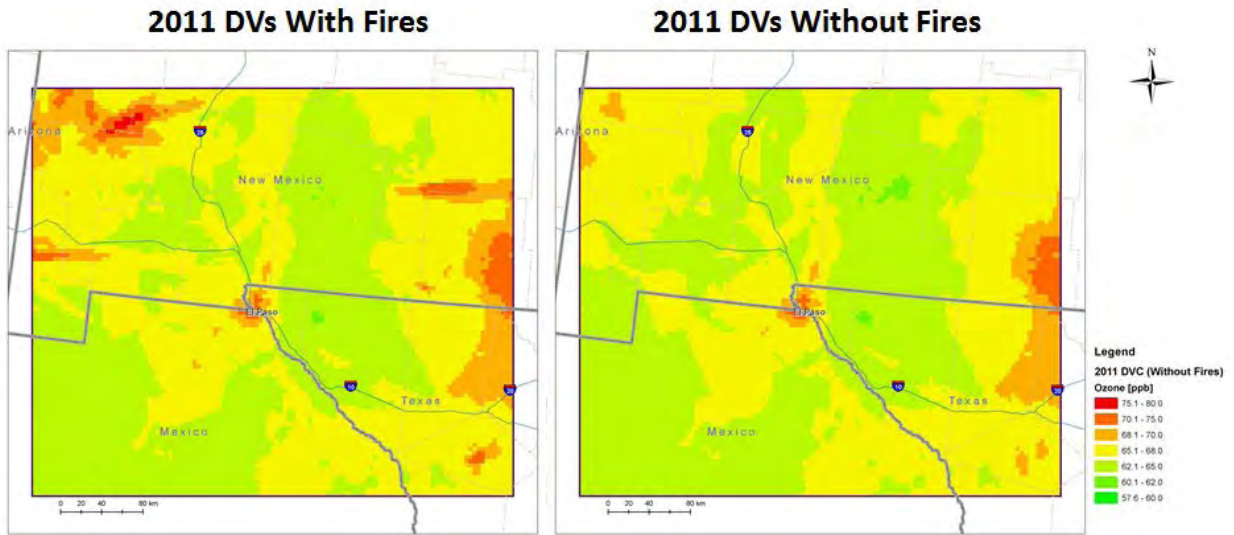 2011 DVs With Fires
2011 DVs Without Fires
N
Arizona
25
New Mexico
El Paso
10
Texas
20
Mexico
0 20 40 80 km
Arizona
25
New Mexico
El Paso
10
Texas
20
Mexico
0 20 40 80 km
Legend
2011 DVC (Without Fires)
Ozone [ppb]
75.1 - 80.0
70.1 - 75.0
68.1 - 70.0
65.1 - 68.0
62.1 - 65.0
60.1 - 62.0
57.6 - 60.0